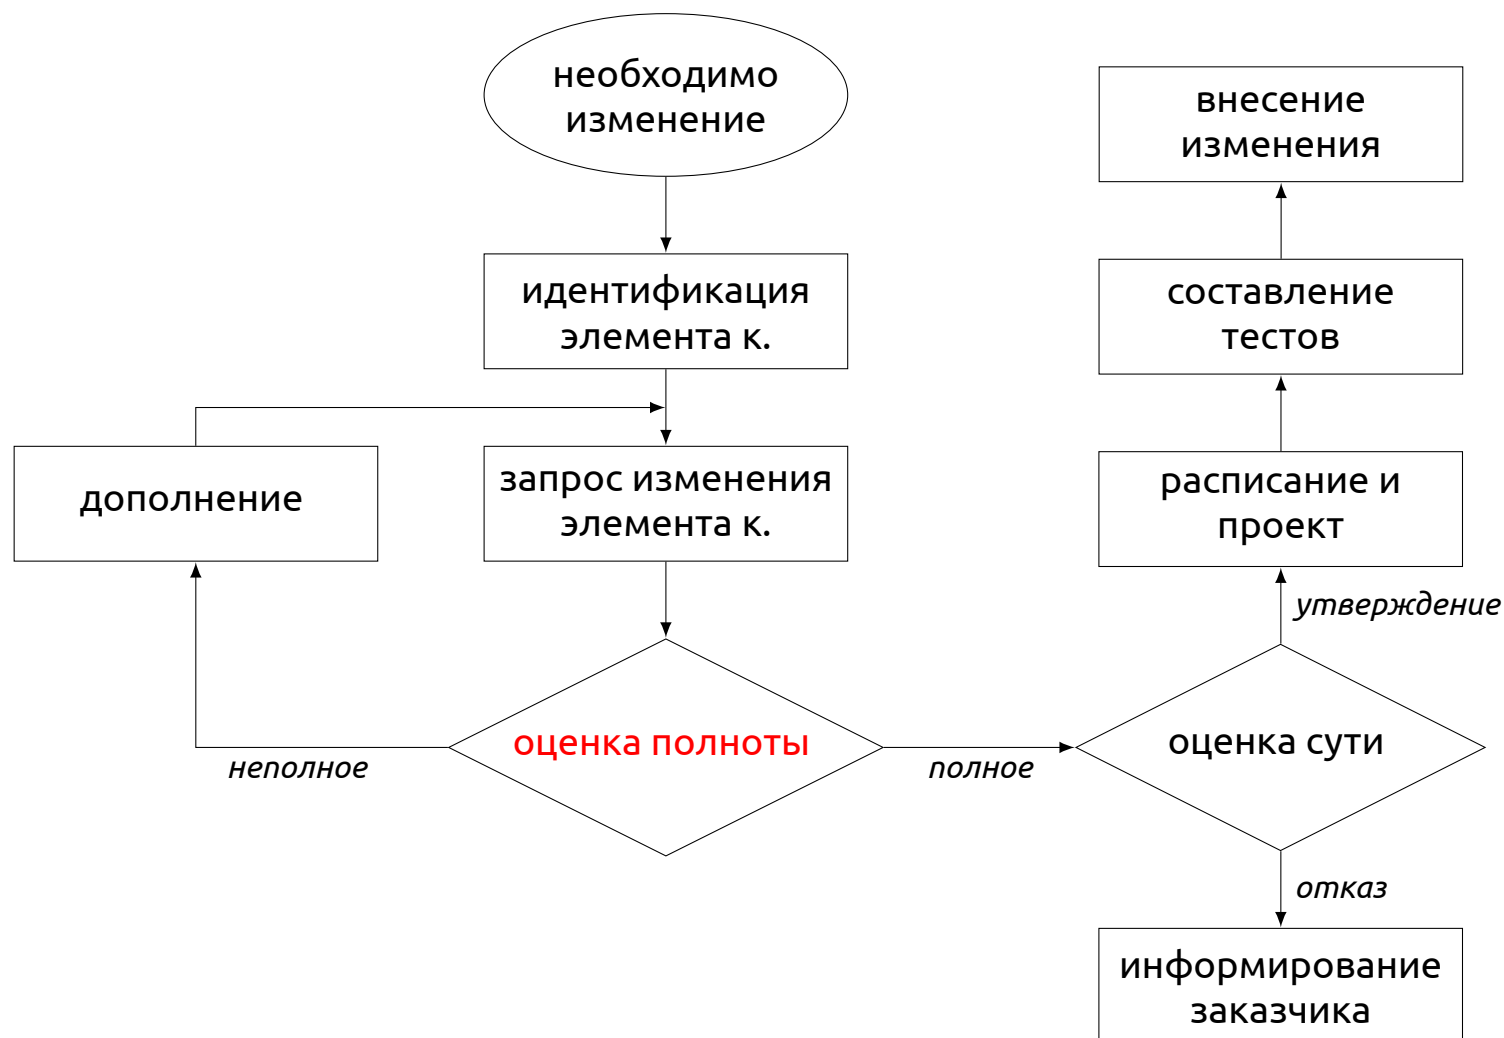 необходимо
изменение
идентификация
элемента к.
дополнение
запрос изменения
элемента к.
оценка полноты
неполное
полное
оценка сути
утверждение
расписание и
проект
составление
тестов
внесение
изменения
отказ
информирование
заказчика